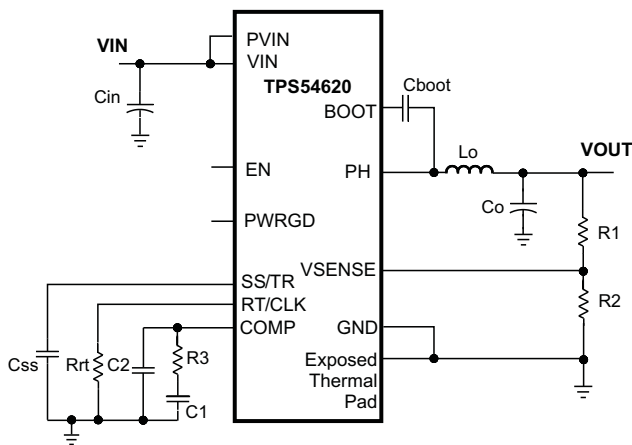 VIN
PVIN
VIN
TPS54620
Cboot
Cin
BOOT
Lo
VOUT
EN
PH
Co
PWRGD
R1
VSENSE
SS/TR
RT/CLK
R2
COMP
GND
Css
Rrt
C2
R3
Exposed
Thermal
Pad
C1